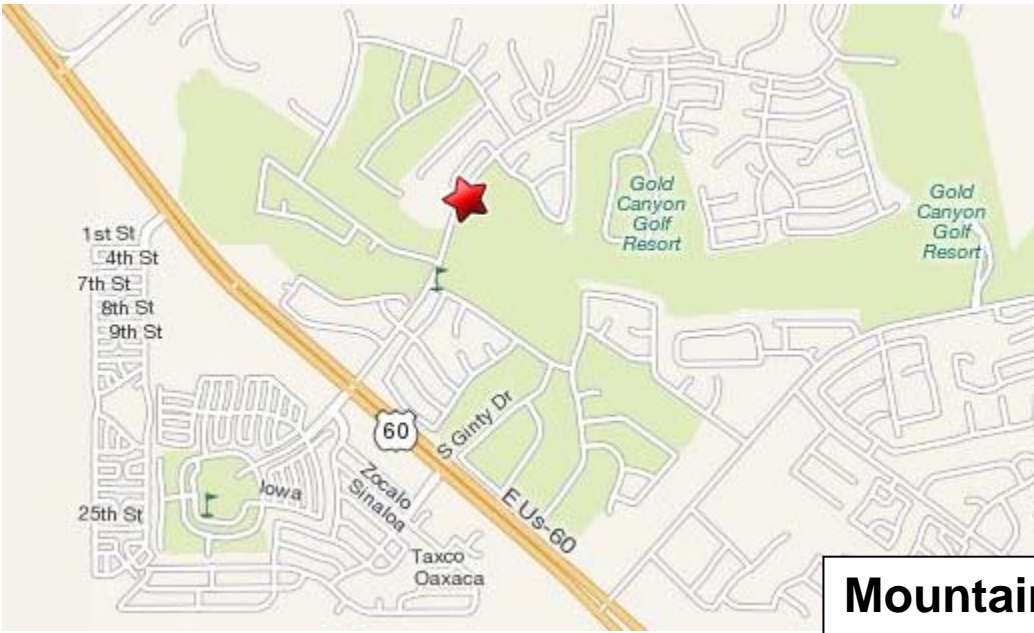 Gold
Canyon
Golf
Resort
Gold
Canyon
Golf
Resort
1st St
4th St
7th St
8th St
9th St
60
S Ginty Dr
Iowa
Zocalo
Sinaloa
25th St
E Us-60
Taxco
Oaxaca
Mountain